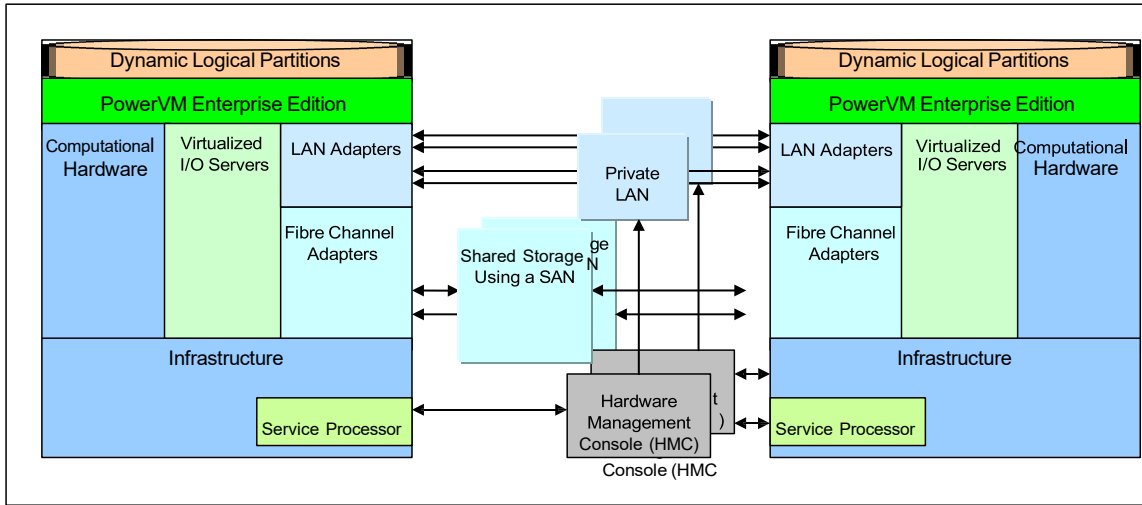 Dynamic Logical Partitions
PowerVM Enterprise Edition
Computational
Hardware
Virtualized
I/O Servers
LAN Adapters
Fibre Channel
Adapters
Infrastructure
Service Processor
Private
LAN
Shared Storage
Using a SAN
ge
N
Hardware
Management
Console (HMC)
t
)
Console (HMC
Dynamic Logical Partitions
PowerVM Enterprise Edition
LAN Adapters
Virtualized
I/O Servers
Computational
Hardware
Fibre Channel
Adapters
Infrastructure
Service Processor